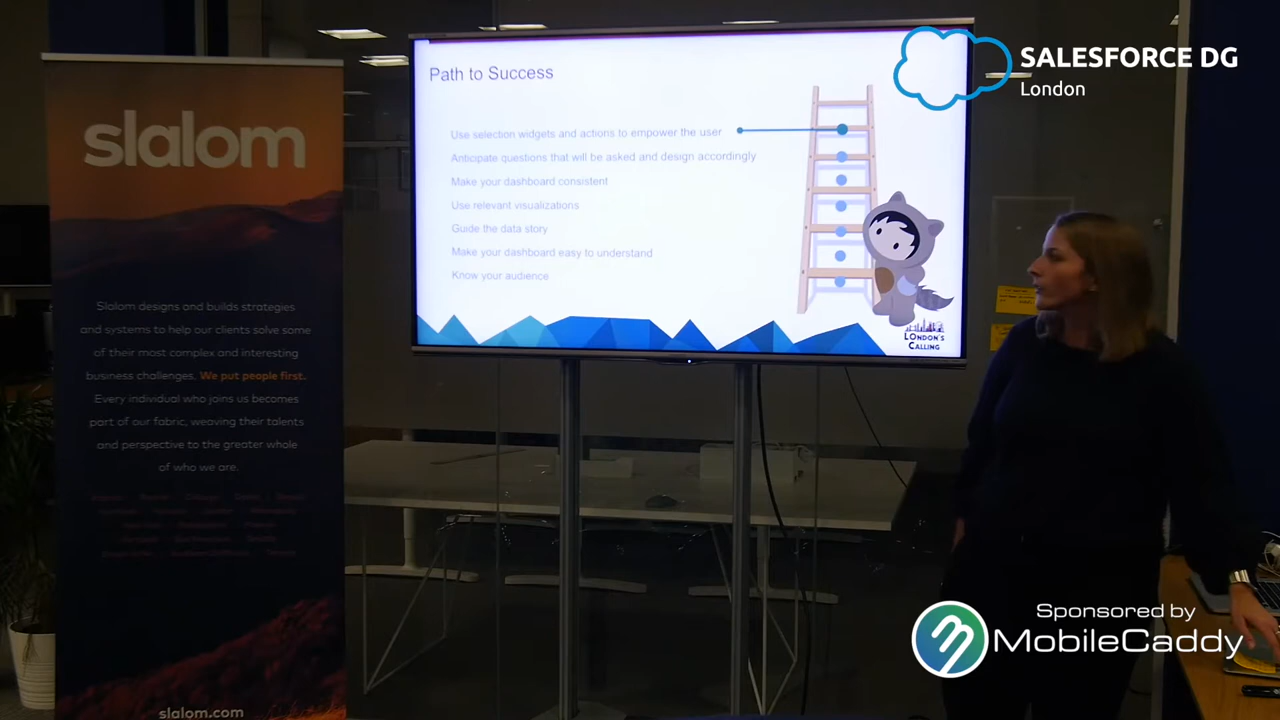 slalom
Slalom designs and builds strategies
and systems to help our clients solve some
of their most complex and interesting
business challenges. We put people first.
Every individual who joins us becomes
part of our fabric, weaving their talents
and perspective to the greater whole
of who we are.
slalom.com
Path to Success
Use selection widgets and actions to empower the user
Anticipate questions that will be asked and design accordingly
Make your dashboard consistent
Use relevant visualizations
Guide the data story
Make your dashboard easy to understand
Know your audience
LONDON'S
CALLING
SALESFORCE DG
London
Sponsored by
MobileCaddy